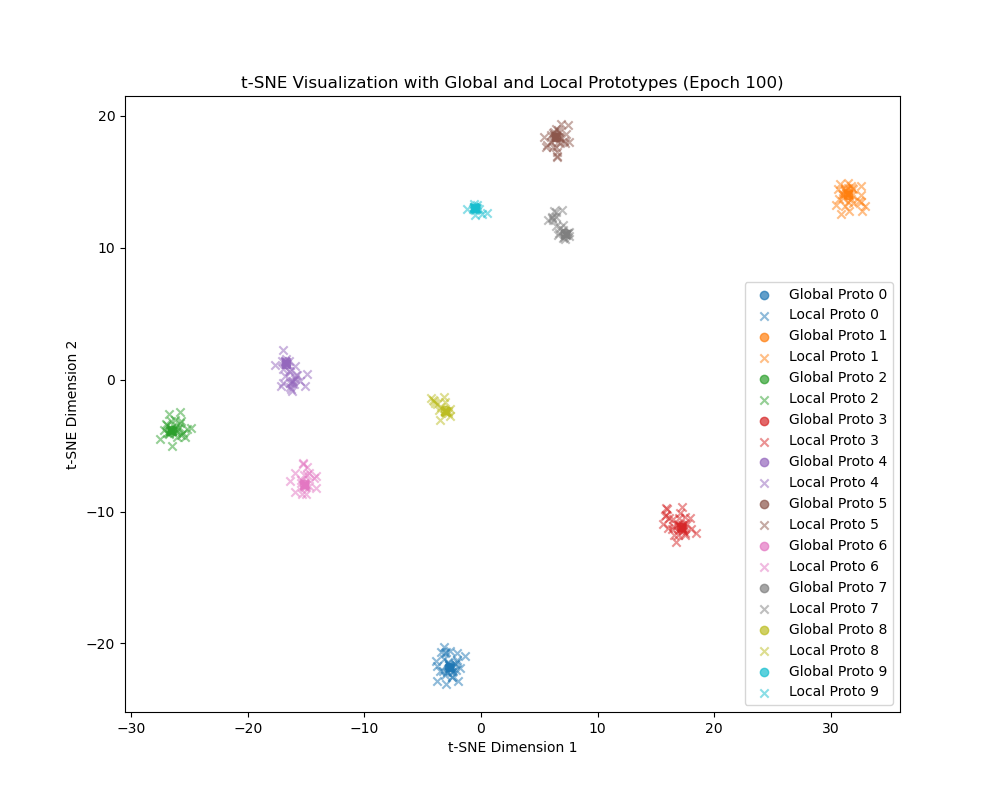 t-SNE Visualization with Global and Local Prototypes (Epoch 100)
20
10
0
−10
−20
t-SNE Dimension 2
Global Proto 0
Local Proto 0
Global Proto 1
Local Proto 1
Global Proto 2
Local Proto 2
Global Proto 3
Local Proto 3
Global Proto 4
Local Proto 4
Global Proto 5
Local Proto 5
Global Proto 6
Local Proto 6
Global Proto 7
Local Proto 7
Global Proto 8
Local Proto 8
Global Proto 9
Local Proto 9
−30 −20 −10 0 10 20 30
t-SNE Dimension 1